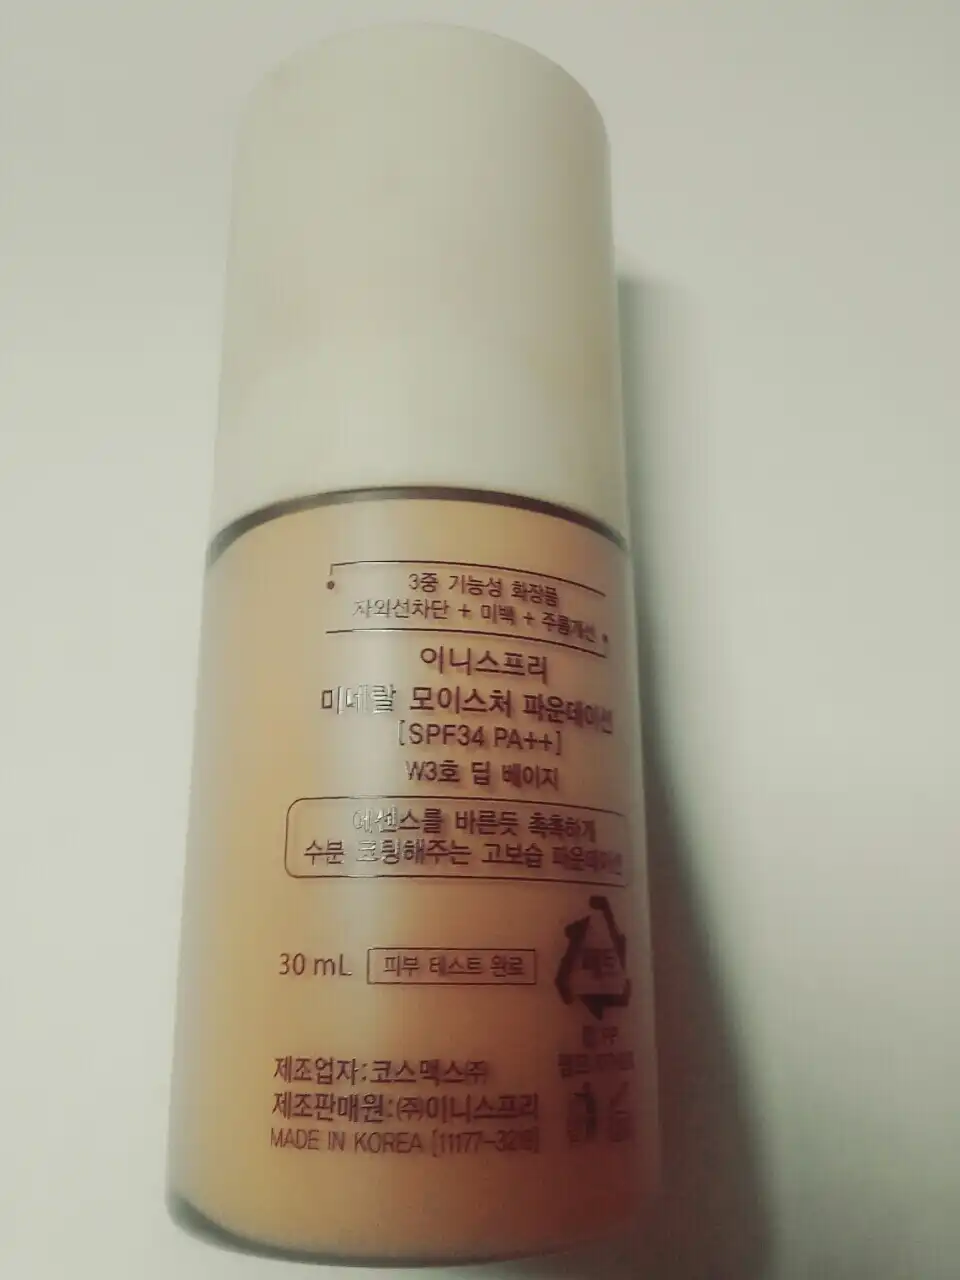 3중 기능성 화장품
자외선차단 + 미백 + 주름개선
이니스프리
미네랄 모이스처 파운데이션
[SPF34 PA++]
W3호 딥 베이지
에센스를 바른듯 촉촉하게
수분 코팅해주는 고보습 파운데이션
30 mL 피부 테스트 완료
제조업자:코스맥스㈜
제조판매원:㈜이니스프리
MADE IN KOREA